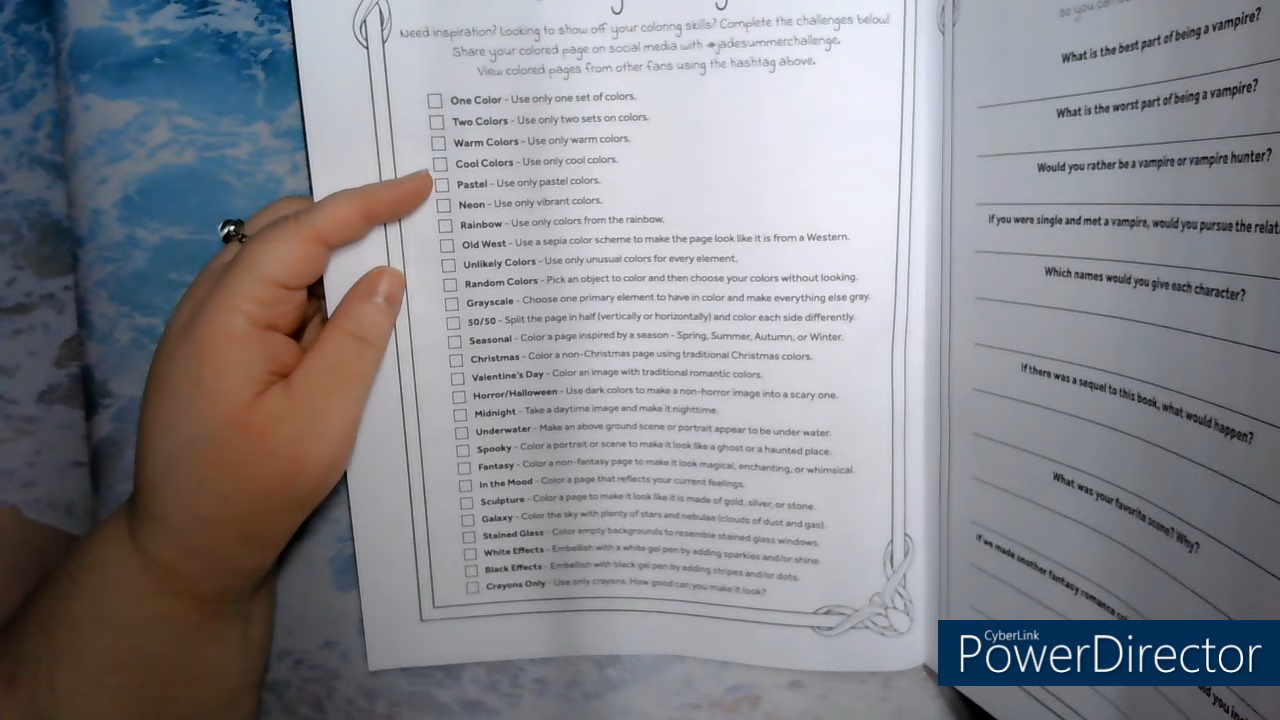 Need inspiration? Looking to show off your coloring skills? Complete the challenges below!
Share your colored page on social media with #jadesummerchallenge.
View colored pages from other fans using the hashtag above.
One Color - Use only one set of colors.
Two Colors - Use only two sets on colors.
Warm Colors - Use only warm colors.
Cool Colors - Use only cool colors.
Pastel - Use only pastel colors.
Neon - Use only vibrant colors.
Rainbow - Use only colors from the rainbow.
Old West - Use a sepia color scheme to make the page look like it is from a Western.
Unlikely Colors - Use only unusual colors for every element.
Random Colors - Pick an object to color and then choose your colors without looking.
Grayscale - Choose one primary element to have in color and make everything else gray.
50/50 - Split the page in half (vertically or horizontally) and color each side differently.
Seasonal - Color a page inspired by a season - Spring, Summer, Autumn, or Winter.
Christmas - Color a non-Christmas page using traditional Christmas colors.
Valentine's Day - Color an image with traditional romantic colors.
Horror/Halloween - Use dark colors to make a non-horror image into a scary one.
Midnight - Take a daytime image and make it nighttime.
Underwater - Make an above ground scene or portrait appear to be under water.
Spooky - Color a portrait or scene to make it look like a ghost or a haunted place.
Fantasy - Color a non-fantasy page to make it look magical, enchanting, or whimsical.
In the Mood - Color a page that reflects your current feelings.
Sculpture - Color a page to make it look like it is made of gold, silver, or stone.
Galaxy - Color the sky with plenty of stars and nebulae (clouds of dust and gas).
Stained Glass - Color empty backgrounds to resemble stained glass windows.
White Effects - Embellish with a white gel pen by adding sparkles and/or shine.
Black Effects - Embellish with black gel pen by adding stripes and/or dots.
Crayons Only - Use only crayons. How good can you make it look?
so you can
What is the best part of being a vampire?
What is the worst part of being a vampire?
Would you rather be a vampire or vampire hunter?
If you were single and met a vampire, would you pursue the relat
Which names would you give each character?
If there was a sequel to this book, what would happen?
What was your favorite scene? Why?
If we made another fantasy romance
CyberLink
PowerDirector